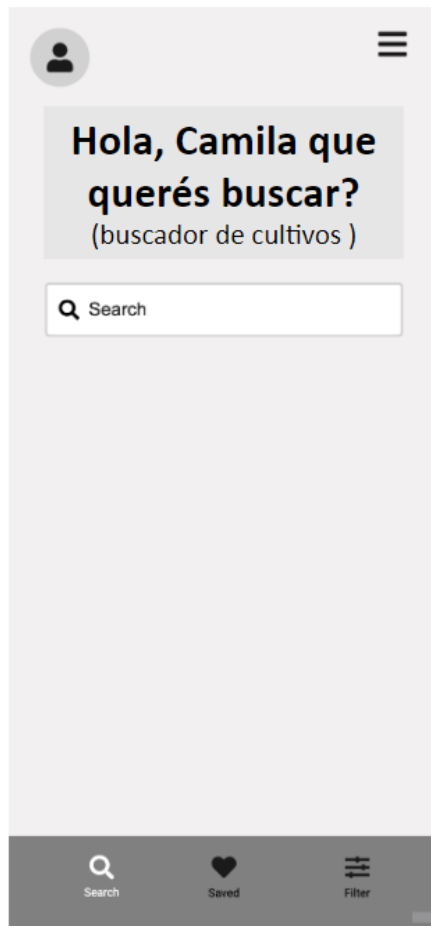 Hola, Camila que
querés buscar?
(buscador de cultivos )
Search
Search
Saved
Filter